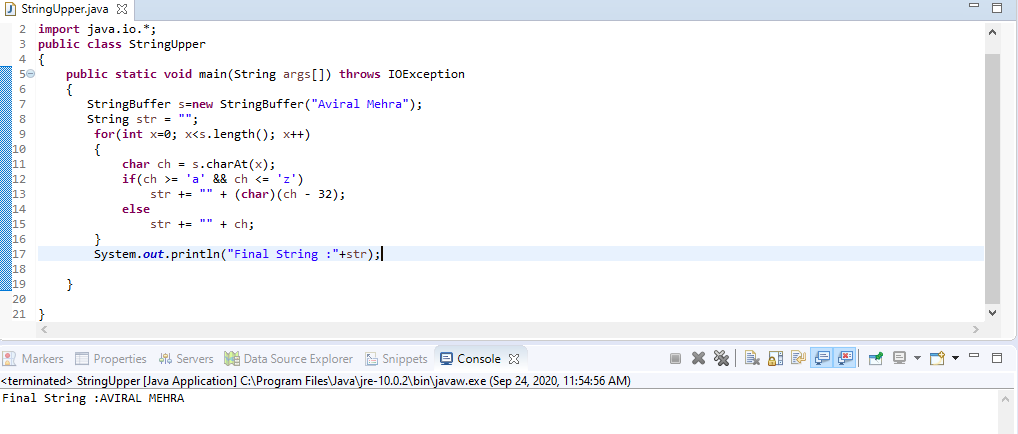 StringUpper.java
2 import java.io.*;
3 public class StringUpper
4 {
5 public static void main(String args[]) throws IOException
6 {
7 StringBuffer s=new StringBuffer("Aviral Mehra");
8 String str = "";
9 for(int x=0; x<s.length(); x++)
10 {
11 char ch = s.charAt(x);
12 if(ch >= 'a' && ch <= 'z')
13 str += "" + (char)(ch - 32);
14 else
15 str += "" + ch;
16 }
17 System.out.println("Final String :"+str);
18
19 }
20
21 }
Markers Properties Servers Data Source Explorer Snippets Console
<terminated> StringUpper [Java Application] C:\Program Files\Java\jre-10.0.2\bin\javaw.exe (Sep 24, 2020, 11:54:56 AM)
Final String :AVIRAL MEHRA